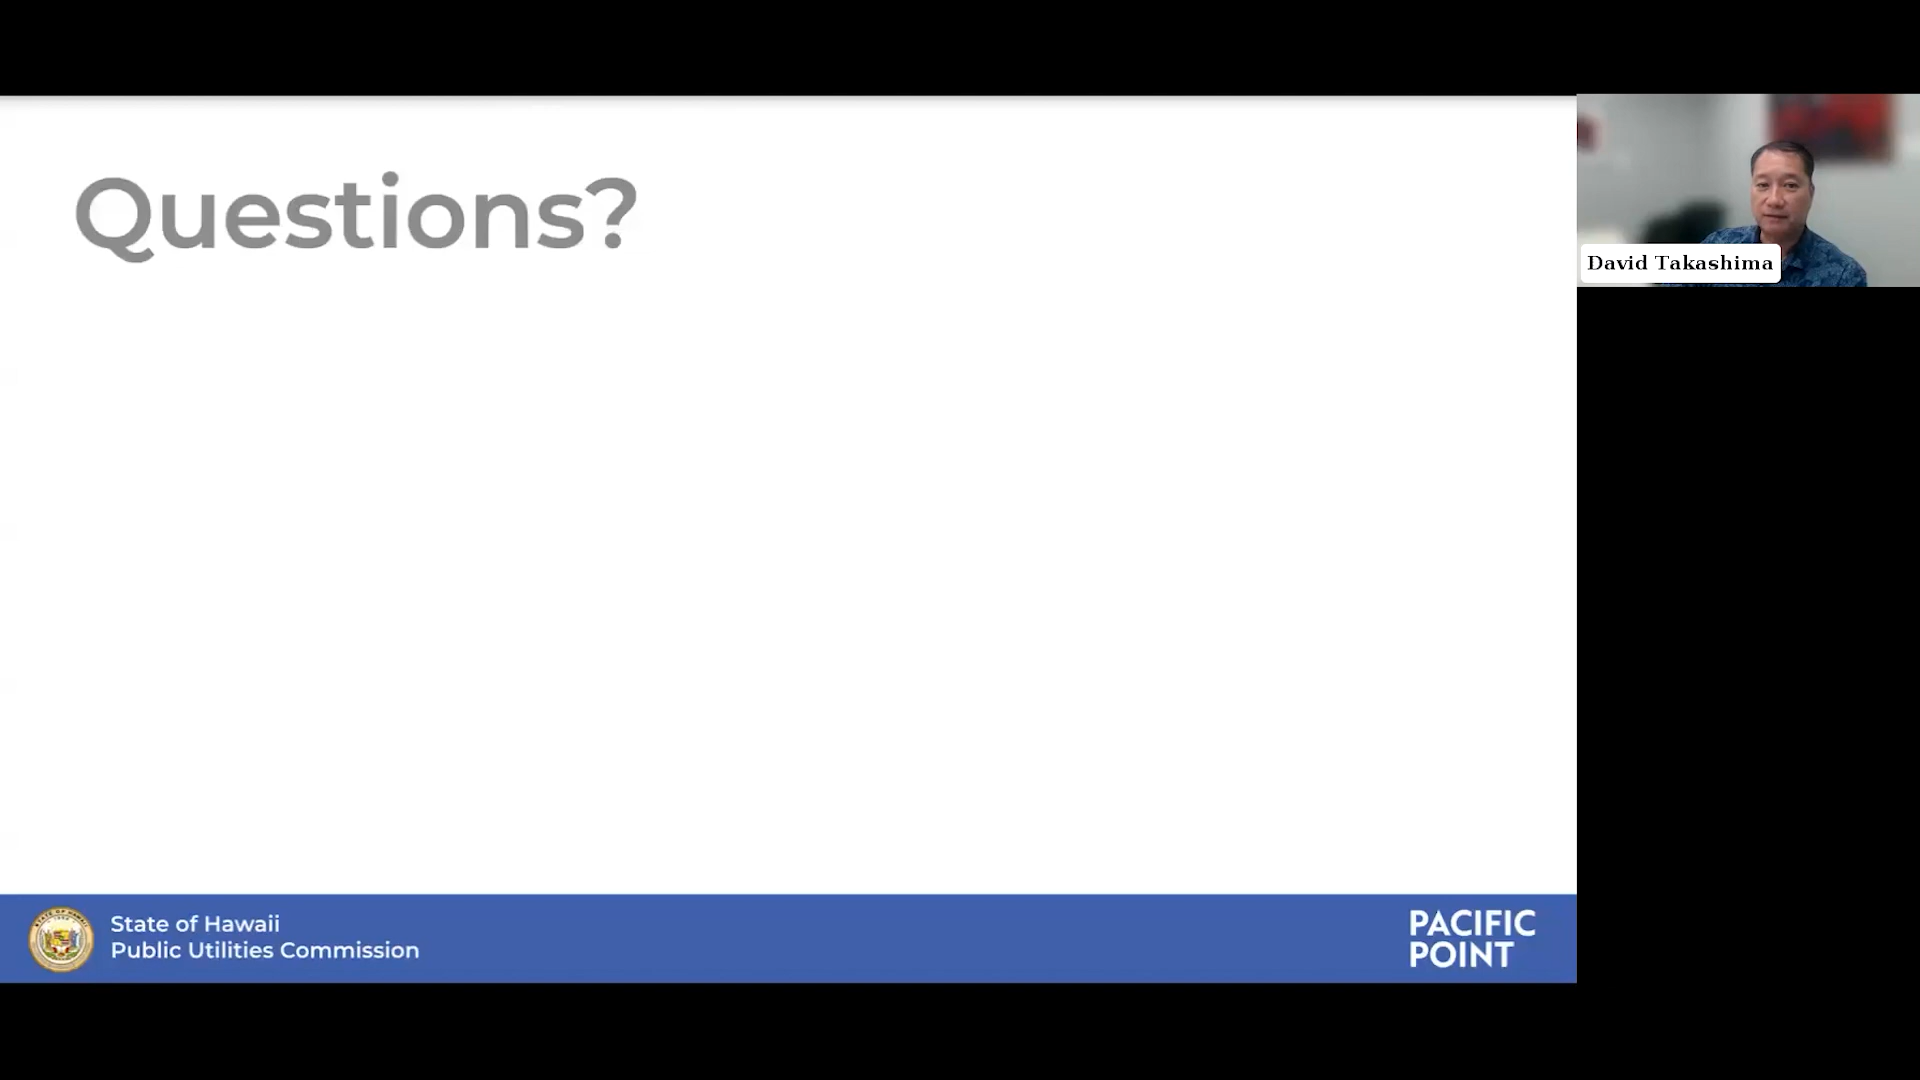 Questions?
David Takashima
State of Hawaii
Public Utilities Commission
PACIFIC
POINT